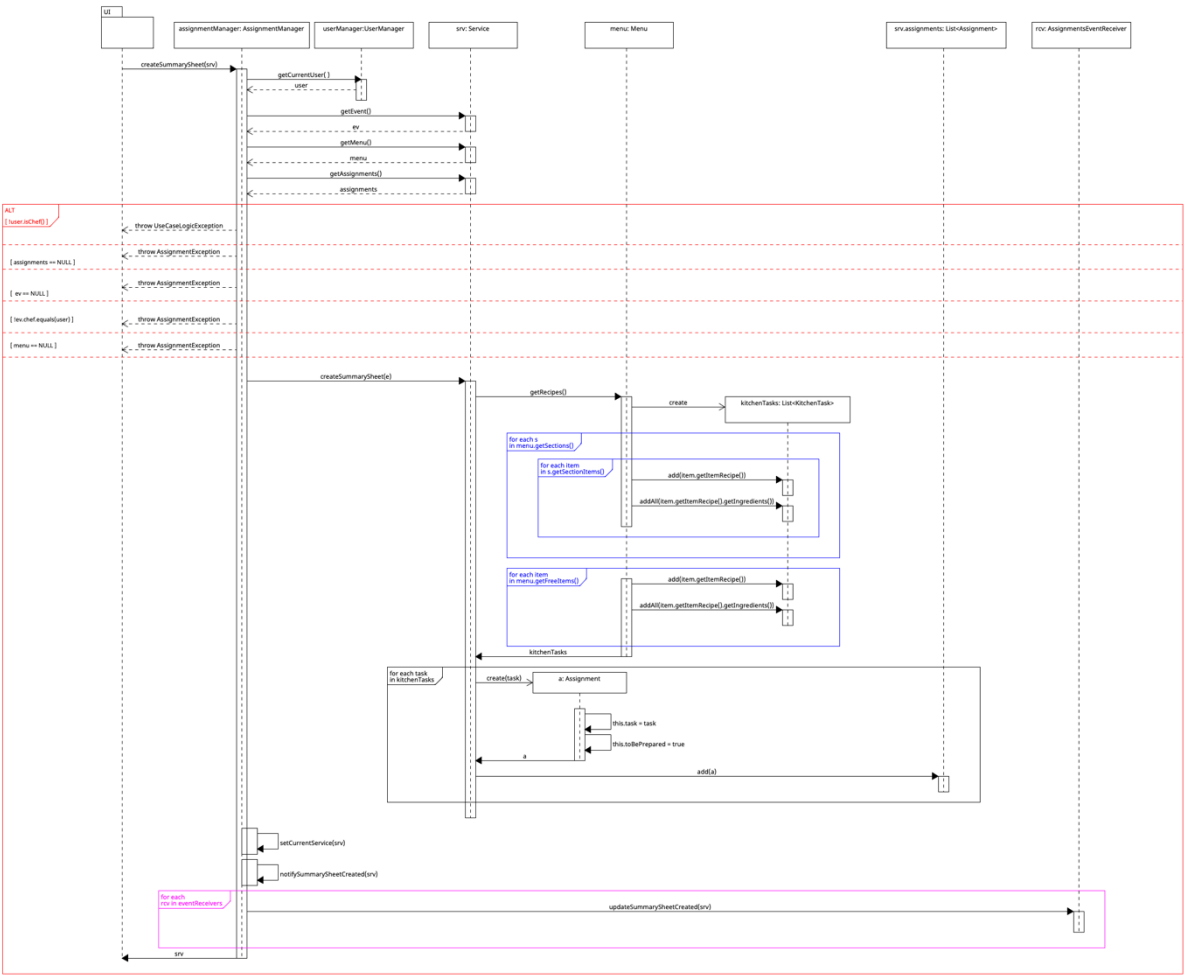 UI
assignmentManager: AssignmentManager
userManager:UserManager
srv: Service
menu: Menu
srv.assignments: List<Assignment>
rcv: AssignmentsEventReceiver
createSummarySheet(srv)
getCurrentUser( )
user
getEvent()
ev
getMenu()
menu
getAssignments()
assignments
ALT
[ !user.isChef() ]
throw UseCaseLogicException
throw AssignmentException
[ assignments == NULL ]
throw AssignmentException
[ ev == NULL ]
[ !ev.chef.equals(user) ]
throw AssignmentException
[ menu == NULL ]
throw AssignmentException
createSummarySheet(e)
getRecipes()
create
kitchenTasks: List<KitchenTask>
for each s
in menu.getSections()
for each item
in s.getSectionItems()
add(item.getItemRecipe())
addAll(item.getItemRecipe().getIngredients())
for each item
in menu.getFreeItems()
add(item.getItemRecipe())
addAll(item.getItemRecipe().getIngredients())
kitchenTasks
for each task
in kitchenTasks
create(task)
a: Assignment
this.task = task
this.toBePrepared = true
a
add(a)
setCurrentService(srv)
notifySummarySheetCreated(srv)
for each
rcv in eventReceivers
updateSummarySheetCreated(srv)
srv